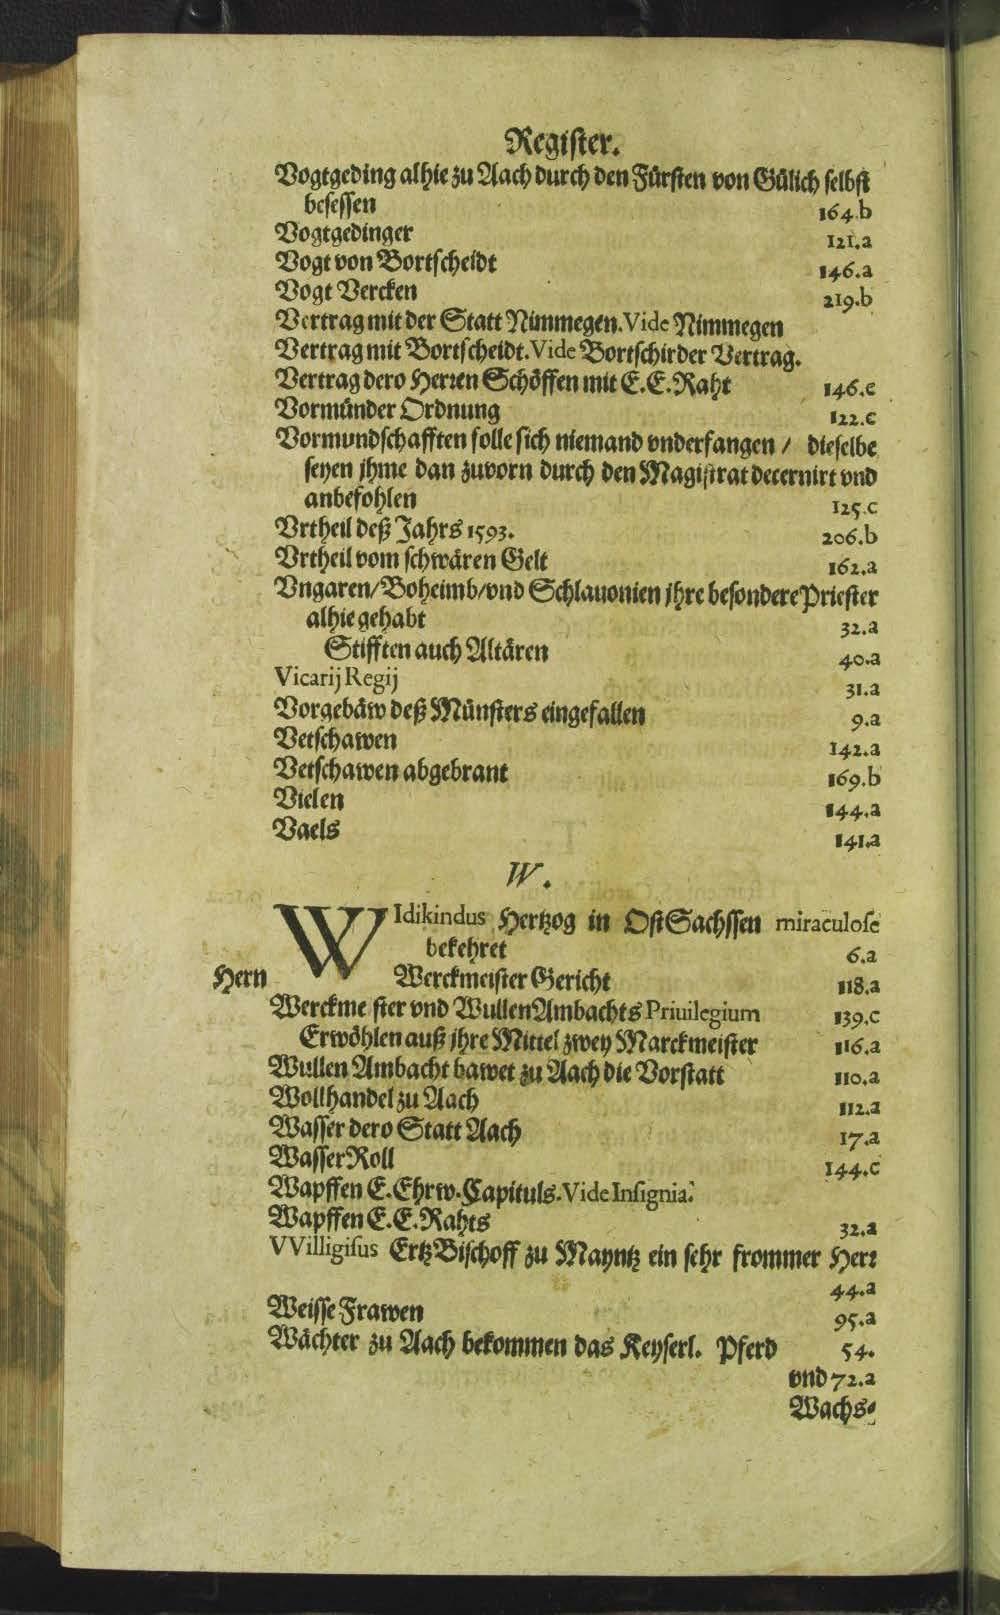 Register.
Vogtgeding alhie zu Aach durch den Fürsten von Gülich selbst
besessen 164.b
Vogtgedinger 121.a
Vogt von Bortscheidt 146.a
Vogt Vercken 219.b
Vertrag mit der Statt Nimmegen. Vide Nimmegen
Vertrag mit Bortscheidt. Vide Bortschirder Vertrag.
Vertrag dero Herren Schöffen mit E. E. Raht 146.c
Vormünder Ordnung 122.c
Vormundschafften solle sich niemand vnderfangen / dieselbe
seyen jhme dan zuvorn durch den Magistrat decernirt vnd
anbefohlen 125.c
Vrtheil deß Jahrs 1593. 206.b
Vrtheil vom schwären Gelt 162.a
Vngaren/Boheimb/vnd Schlauonien jhre besondere Priester
alhie gehabt 32.a
Stifften auch Altären 40.a
Vicarij Regij 31.a
Vorgebäw deß Münsters eingefallen 9.a
Vetschawen 142.a
Vetschawen abgebrant 169.b
Vielen 144.a
Vaels 141.a
W.
WIdikindus Hertzog in OstSachssen miraculose
bekehret 6.a
Hern Werckmeister Gericht 118.a
Werckme ster vnd WullenAmbachts Priuilegium 139.c
Erwöhlen auß jhre Mittel zwey Marckmeister 116.a
Wullen Ambacht bawet zu Aach die Vorstatt 110.a
Wollhandel zu Aach 112.a
Wasser dero Statt Aach 17.a
WasserRoll 144.c
Wapffen E. Ehrw. Capituls. Vide Insignia.
Wapffen E. E. Rahts 32.a
VVilligisus ErtzBischoff zu Mayntz ein sehr frommer Herr
44.a
Weisse Frawen 95.a
Wächter zu Aach bekommen das Keyserl. Pferd 54.
vnd 72.a
Wachs-